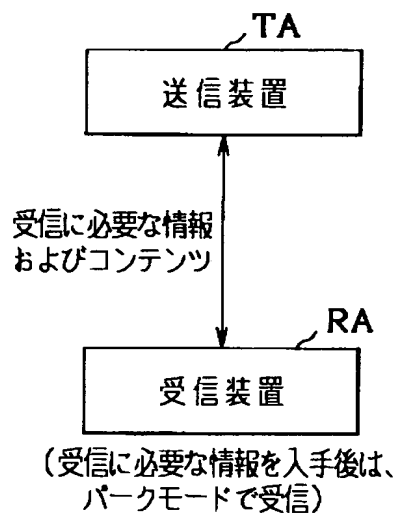 TA
送信装置
受信に必要な情報
およびコンテンツ
RA
受信装置
(受信に必要な情報を入手後は、
パークモードで受信)